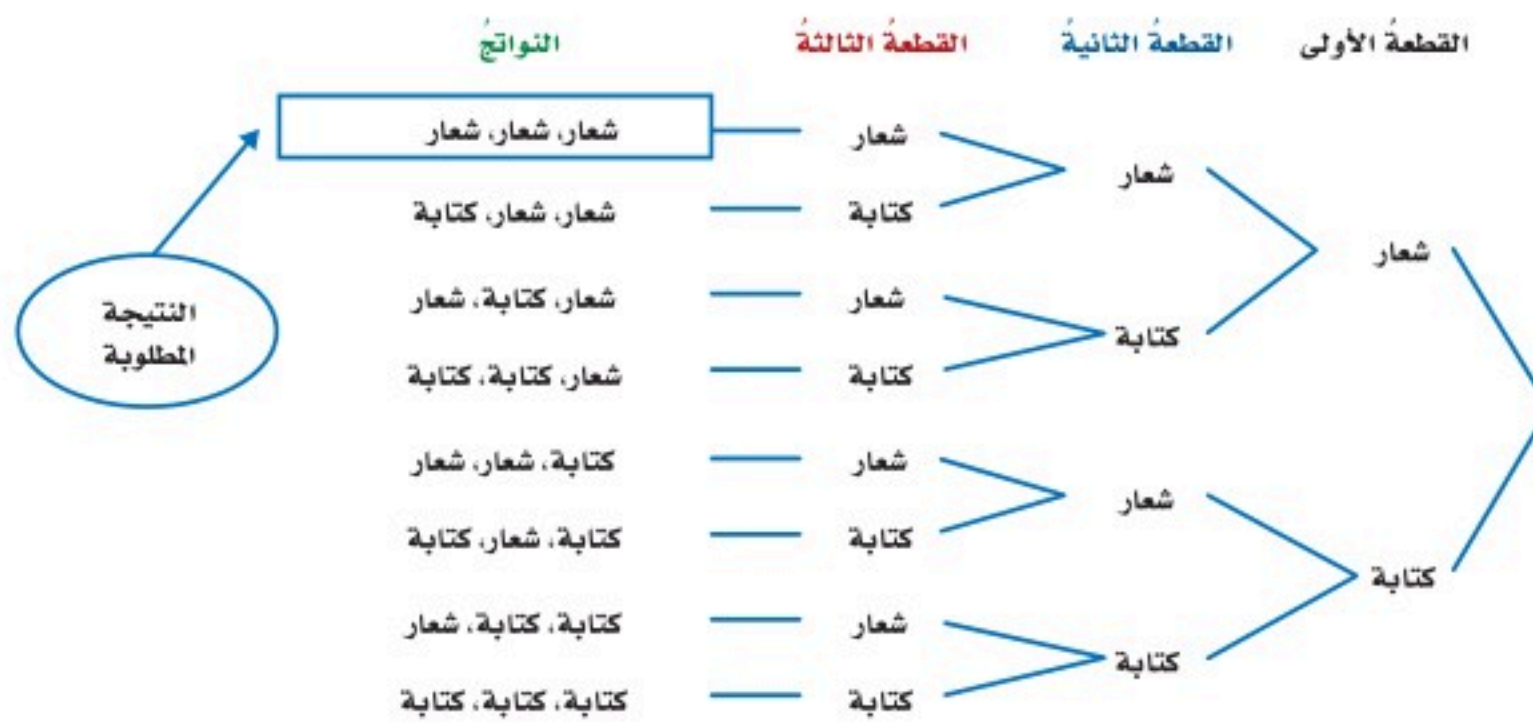 القطعةُ الأولى القطعةُ الثانيةُ القطعةُ الثالثةُ النواتجُ
شعار شعار شعار، شعار، شعار
كتابة شعار، شعار، كتابة
شعار
شعار شعار، كتابة، شعار
كتابة
كتابة شعار، كتابة، كتابة
شعار كتابة، شعار، شعار
شعار
كتابة كتابة، شعار، كتابة
كتابة
شعار كتابة، كتابة، شعار
كتابة
كتابة كتابة، كتابة، كتابة
النتيجة
المطلوبة